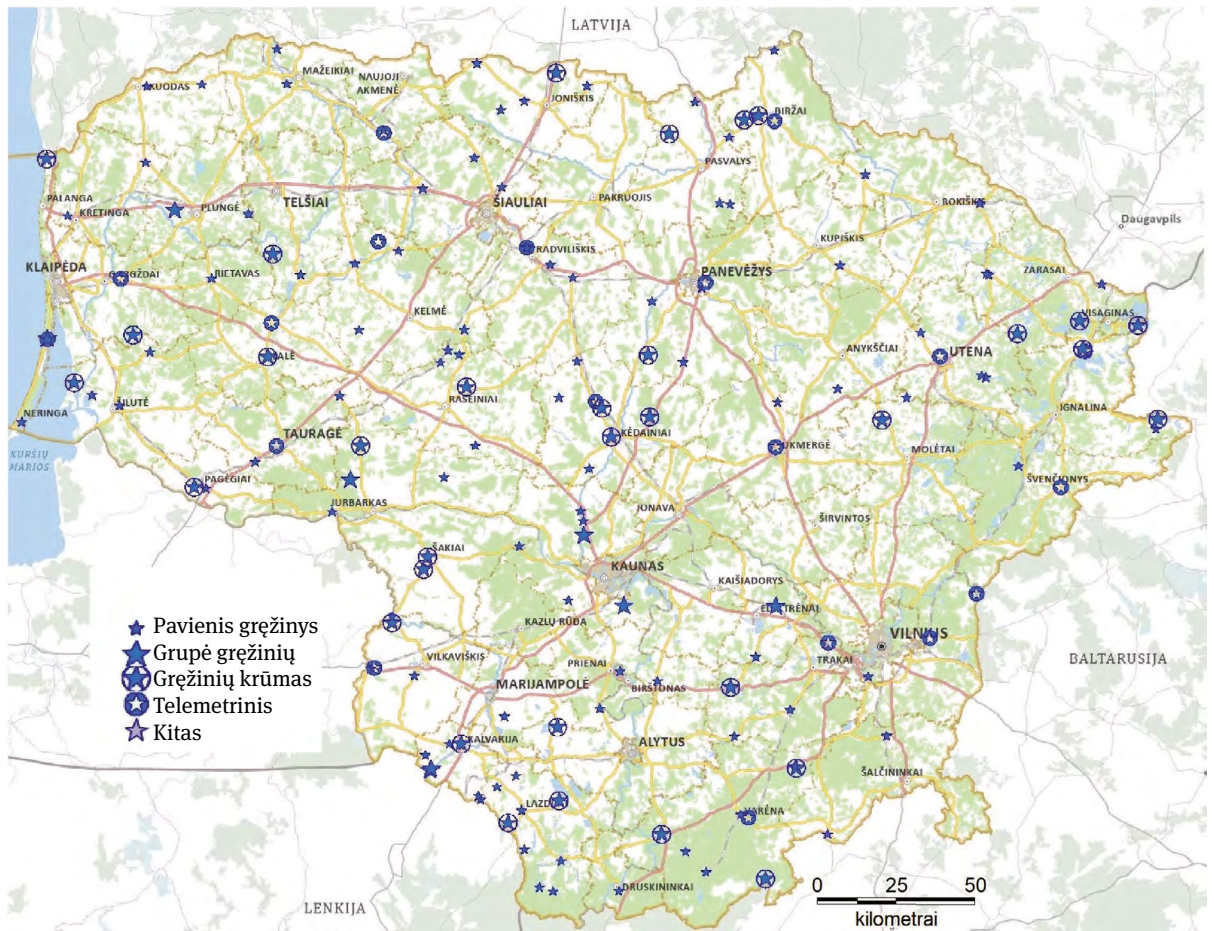 LATVIJA
MAŽEIKIAI
NAUJOJI
AKMENĖ
SKUODAS
JONIŠKIS
BIRŽAI
PASVALYS
PALANGA
KRETINGA
PLUNGĖ
TELŠIAI
ŠIAULIAI
PAKRUOJIS
ROKIŠKIS
Daugavpils
KUPIŠKIS
RADVILIŠKIS
KLAIPĖDA
GARGŽDAI
RIETAVAS
PANEVĖŽYS
ZARASAI
KELMĖ
VISAGINAS
ANYKŠČIAI
UTENA
ŠILALĖ
RASEINIAI
IGNALINA
NERINGA
ŠILUTĖ
KĖDAINIAI
TAURAGĖ
UKMERGĖ
MOLĖTAI
KURŠIŲ
MARIOS
PAGĖGIAI
ŠVENČIONYS
JURBARKAS
JONAVA
ŠIRVINTOS
ŠAKIAI
KAUNAS
KAIŠIADORYS
ELEKTRĖNAI
Pavienis gręžinys
Grupė gręžinių
Gręžinių krūmas
Telemetrinis
Kitas
KAZLŲ RŪDA
VILNIUS
VILKAVIŠKIS
PRIENAI
TRAKAI
BALTARUSIJA
MARIJAMPOLĖ
BIRŠTONAS
KALVARIJA
ALYTUS
ŠALČININKAI
LAZDIJAI
VARĖNA
DRUSKININKAI
LENKIJA
0 25 50
kilometrai